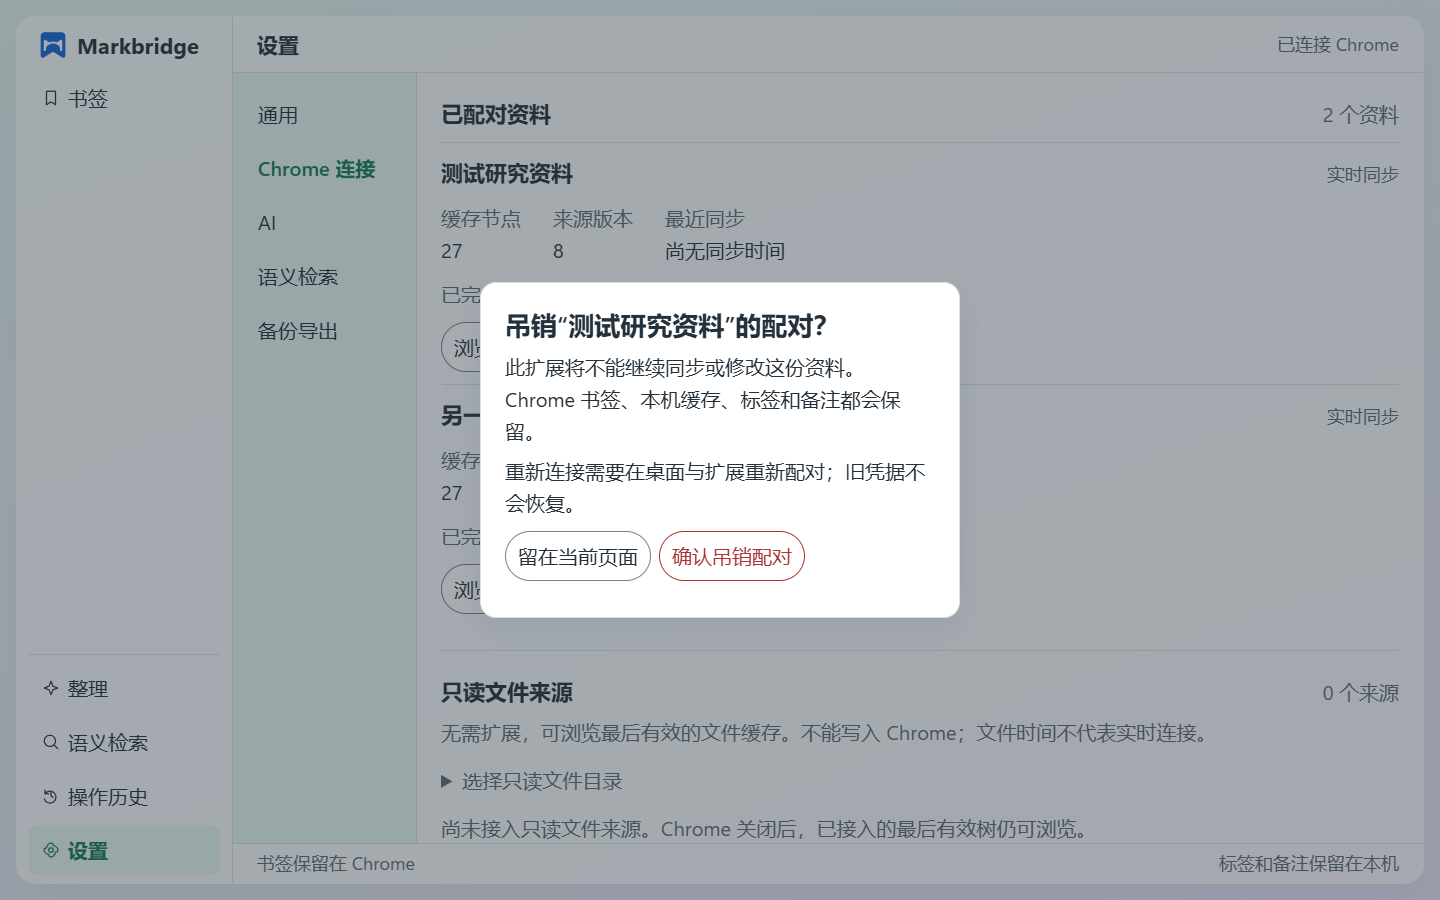 Markbridge
书签
整理
语义检索
操作历史
设置
设置
已连接 Chrome
通用
Chrome 连接
AI
语义检索
备份导出
已配对资料
2 个资料
测试研究资料
实时同步
缓存节点 来源版本 最近同步
27 8 尚无同步时间
已完
浏
另一
实时同步
缓存
27
已完
浏
吊销“测试研究资料”的配对？
此扩展将不能继续同步或修改这份资料。
Chrome 书签、本机缓存、标签和备注都会保
留。
重新连接需要在桌面与扩展重新配对；旧凭据不
会恢复。
留在当前页面 确认吊销配对
只读文件来源
0 个来源
无需扩展，可浏览最后有效的文件缓存。不能写入 Chrome；文件时间不代表实时连接。
选择只读文件目录
尚未接入只读文件来源。Chrome 关闭后，已接入的最后有效树仍可浏览。
书签保留在 Chrome
标签和备注保留在本机